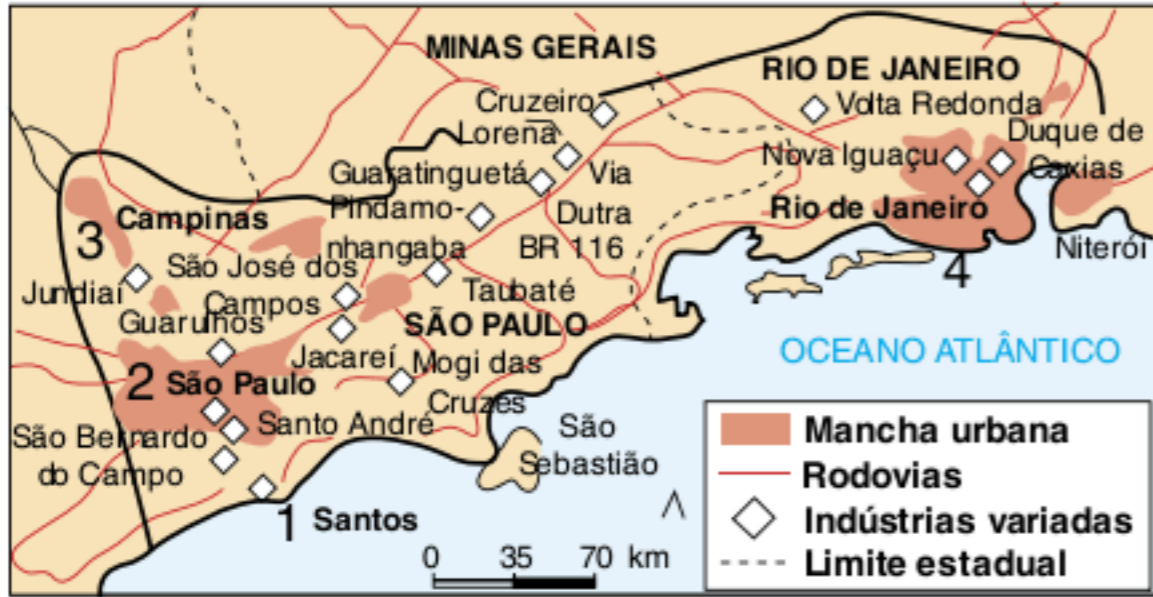 MINAS GERAIS
RIO DE JANEIRO
Cruzeiro
Volta Redonda
Lorena
Duque de
Caxias
Nova Iguaçu
Guaratinguetá
Via
Dutra
BR 116
Pindamo-
nhangaba
Rio de Janeiro
Niterói
4
3
Campinas
São José dos
Campos
Jundiaí
Taubaté
Guarulhos
SÃO PAULO
Jacareí
Mogi das
Cruzes
OCEANO ATLÂNTICO
2
São Paulo
Santo André
São Bernardo
do Campo
São
Sebastião
1
Santos
0 35 70 km
Mancha urbana
Rodovias
Indústrias variadas
Limite estadual